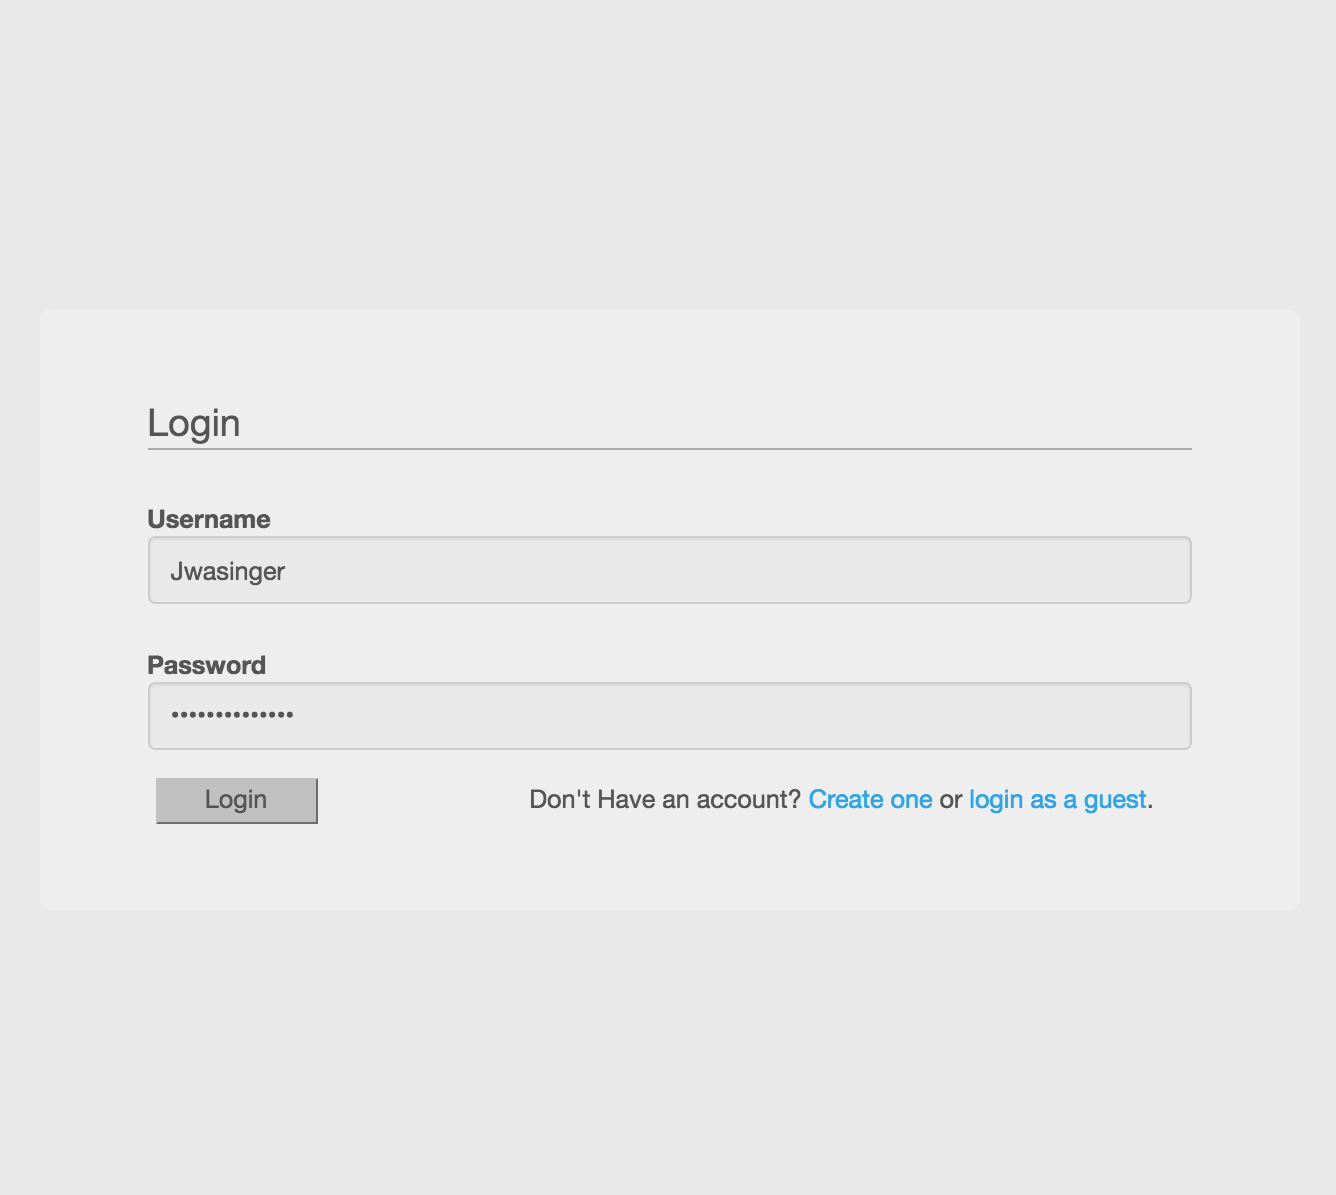 Login
Username
Jwasinger
Password
••••••••••••••
Login
Don't Have an account? Create one or login as a guest.